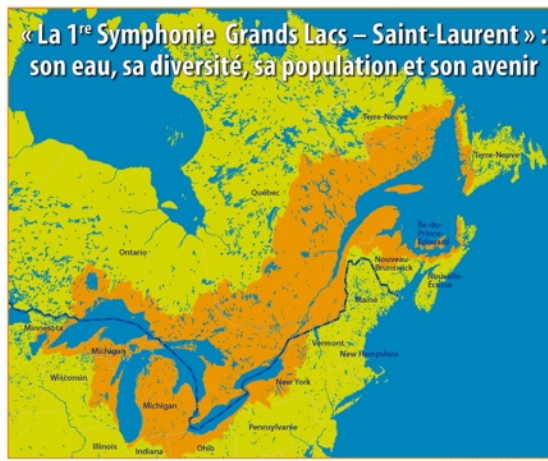 « La 1re Symphonie Grands Lacs – Saint-Laurent » :
son eau, sa diversité, sa population et son avenir
Terre-Neuve
Terre-Neuve
Québec
Île-du-
Prince-
Édouard
Ontario
Nouveau
Brunswick
Nouvelle-
Écosse
Maine
Minnesota
Vermont
Michigan
New Hampshire
Wisconsin
New York
Michigan
Pennsylvanie
Illinois
Indiana
Ohio